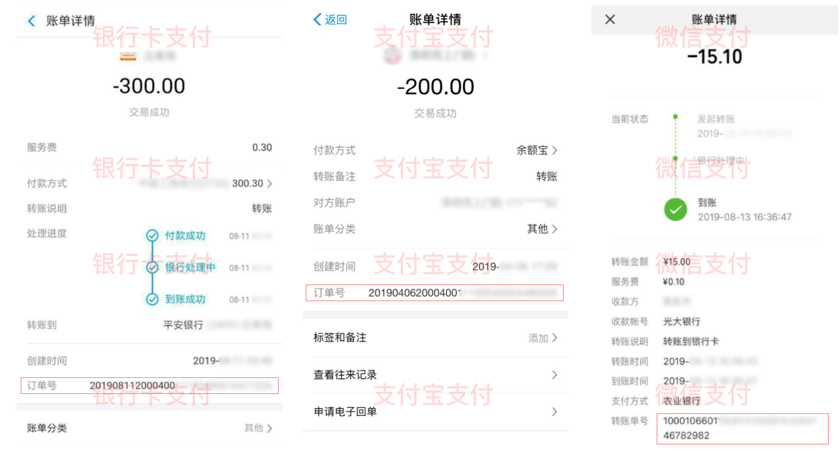 账单详情
银行卡支付
-300.00
交易成功
服务费 0.30
银行卡支付
付款方式 300.30
转账说明 转账
处理进度 付款成功 08-11
银行卡支付
银行处理中 08-11
到账成功 08-11
转账到 平安银行
创建时间 2019-
订单号 201908112000400
银行卡支付
账单分类 其他
返回 账单详情
支付宝支付
-200.00
交易成功
付款方式 余额宝
支付宝支付
转账备注 转账
对方账户
账单分类 其他
支付宝支付
创建时间 2019-
订单号 201904062000401
标签和备注 添加
查看往来记录
支付宝支付
申请电子回单
账单详情
微信支付
-15.10
当前状态 发起转账
2019-
微信支付
银行处理中
到账
2019-08-13 16:36:47
微信支付
转账金额 ¥15.00
服务费 ¥0.10
收款方
收款帐号 光大银行
转账说明 转账到银行卡
转账时间 2019-
到账时间 2019-
微信支付
支付方式 农业银行
转账单号 1000106601
46782982